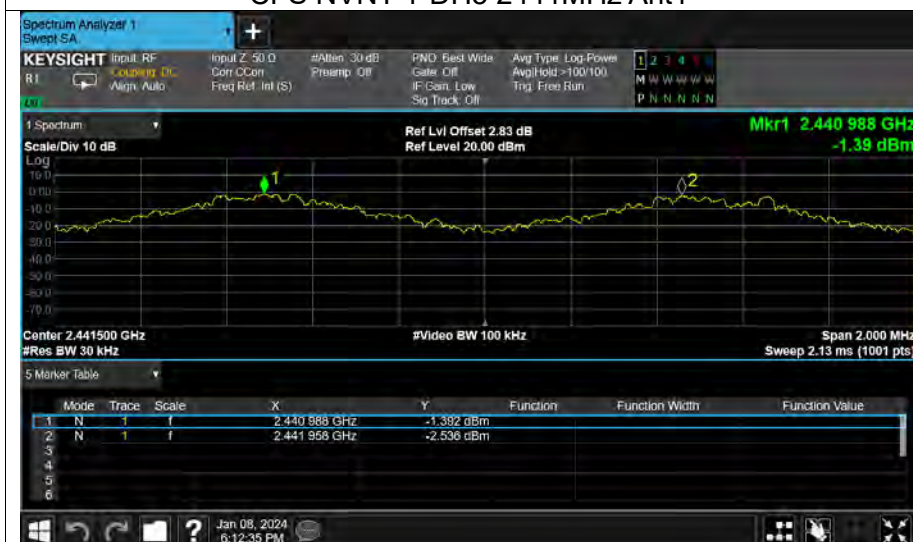 Spectrum Analyzer 1
Swept SA
KEYSIGHT Input: RF Input Z: 50 Ω #Atten: 30 dB PNO: Best Wide Avg Type: Log-Power 1 2 3 4
R1 Coupling: DC Corr CCorr Preamp: Off Gate: Off Avg|Hold:>100/100 M W W W W W
Align: Auto Freq Ref: Int (S) IF Gain: Low Trig: Free Run
Sig Track: Off P N N N N N
1 Spectrum Ref Lvl Offset 2.83 dB Mkr1 2.440 988 GHz
Scale/Div 10 dB Ref Level 20.00 dBm -1.39 dBm
Log
10.0
0.00
-10.0
-20.0
-30.0
-40.0
-50.0
-60.0
-70.0
1
2
Center 2.441500 GHz #Video BW 100 kHz Span 2.000 MHz
#Res BW 30 kHz Sweep 2.13 ms (1001 pts)
5 Marker Table
Mode Trace Scale X Y Function Function Width Function Value
1 N 1 f 2.440 988 GHz -1.392 dBm
2 N 1 f 2.441 958 GHz -2.536 dBm
3
4
5
6
? Jan 08, 2024
6:12:35 PM